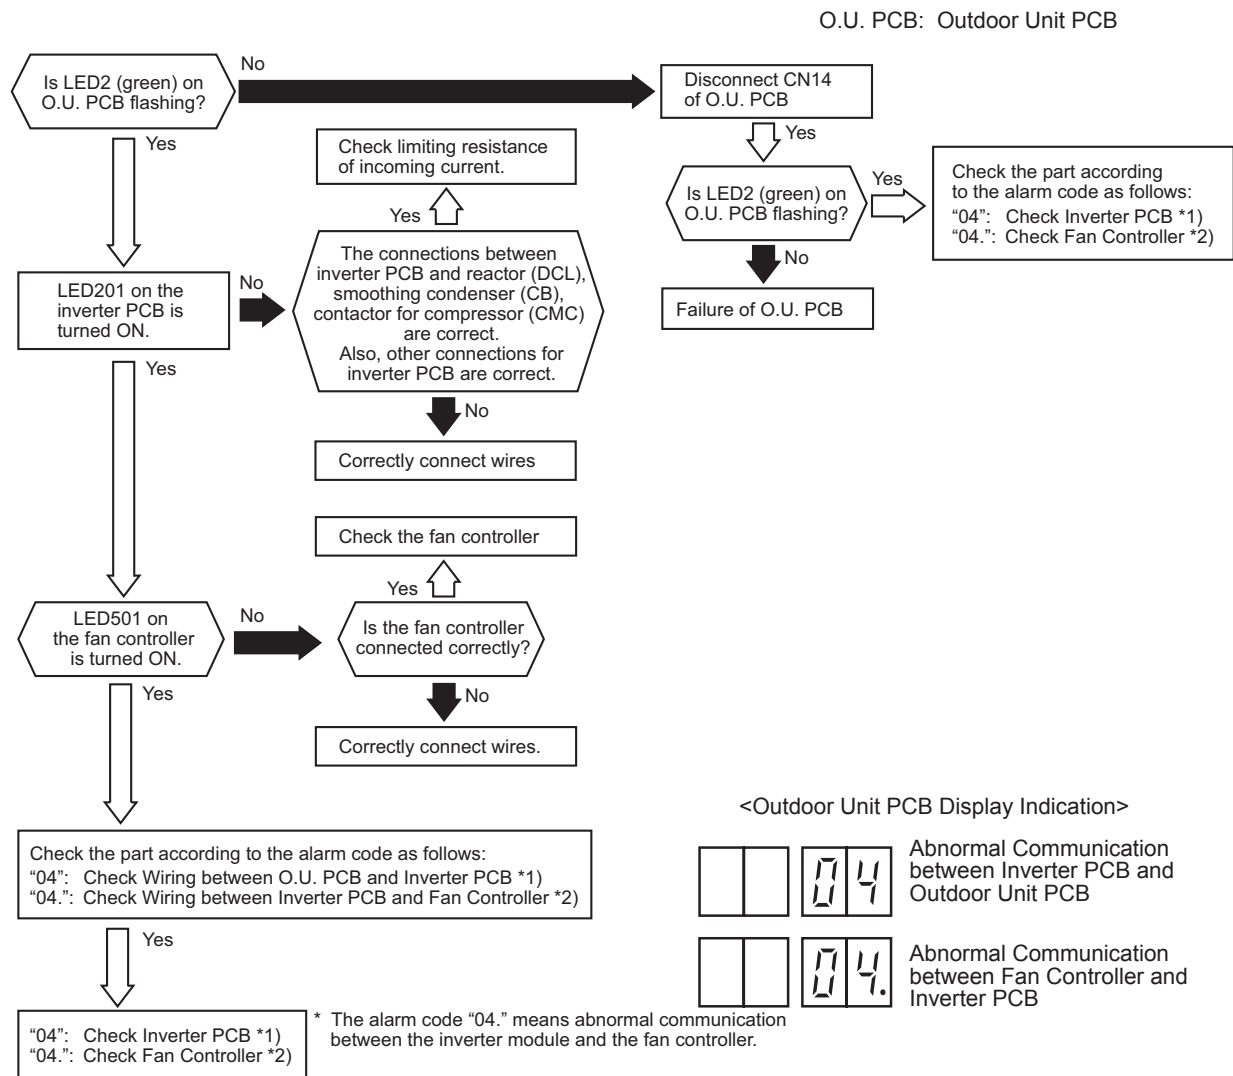 O.U. PCB: Outdoor Unit PCB
Is LED2 (green) on
O.U. PCB flashing?
No
Disconnect CN14
of O.U. PCB
Yes
Is LED2 (green) on
O.U. PCB flashing?
Yes
Check the part according
to the alarm code as follows:
“04”: Check Inverter PCB *1)
“04.”: Check Fan Controller *2)
No
Failure of O.U. PCB
Yes
LED201 on the
inverter PCB is
turned ON.
No
The connections between
inverter PCB and reactor (DCL),
smoothing condenser (CB),
contactor for compressor (CMC)
are correct.
Also, other connections for
inverter PCB are correct.
Yes
Check limiting resistance
of incoming current.
No
Correctly connect wires
Yes
LED501 on
the fan controller
is turned ON.
No
Is the fan controller
connected correctly?
Yes
Check the fan controller
No
Correctly connect wires.
Yes
Check the part according to the alarm code as follows:
“04”: Check Wiring between O.U. PCB and Inverter PCB *1)
“04.”: Check Wiring between Inverter PCB and Fan Controller *2)
Yes
“04”: Check Inverter PCB *1)
“04.”: Check Fan Controller *2)
* The alarm code “04.” means abnormal communication
between the inverter module and the fan controller.
<Outdoor Unit PCB Display Indication>
04
Abnormal Communication
between Inverter PCB and
Outdoor Unit PCB
04.
Abnormal Communication
between Fan Controller and
Inverter PCB